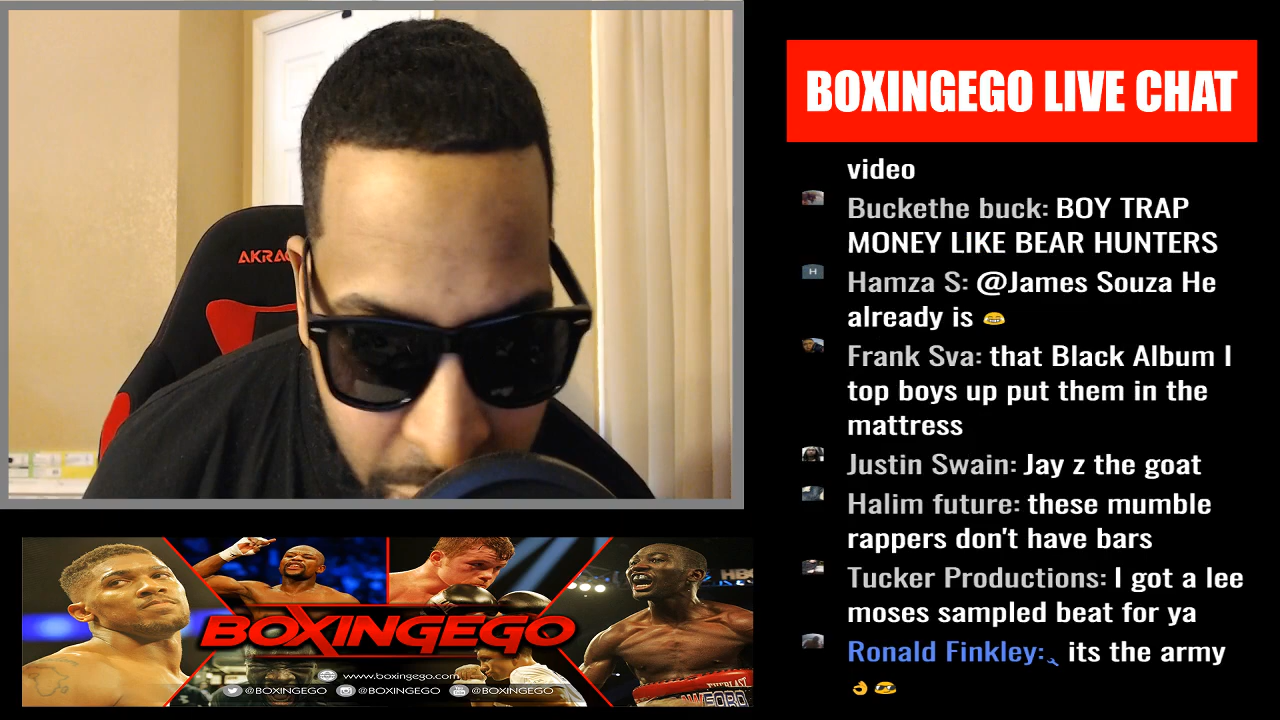 AKRAC
BOXINGEGO LIVE CHAT
video
Buckethe buck: BOY TRAP
MONEY LIKE BEAR HUNTERS
H
Hamza S: @James Souza He
already is 😂
Frank Sva: that Black Album I
top boys up put them in the
mattress
Justin Swain: Jay z the goat
Halim future: these mumble
rappers don't have bars
Tucker Productions: I got a lee
moses sampled beat for ya
Ronald Finkley: its the army
👌
BOXINGEGO
www.boxingego.com
@BOXINGEGO @BOXINGEGO @BOXINGEGO
HBO
EVERLAST